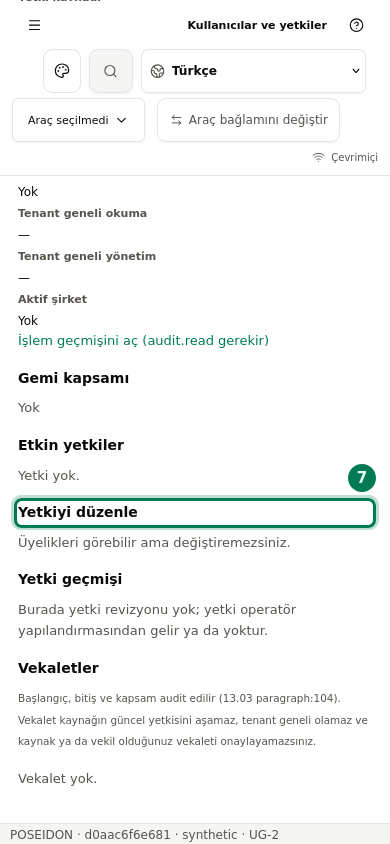 Kullanıcılar ve yetkiler
Türkçe
Araç seçilmedi
Araç bağlamını değiştir
Çevrimiçi
Yok
Tenant geneli okuma
—
Tenant geneli yönetim
—
Aktif şirket
Yok
İşlem geçmişini aç (audit.read gerekir)
Gemi kapsamı
Yok
Etkin yetkiler
Yetki yok.
7
Yetkiyi düzenle
Üyelikleri görebilir ama değiştiremezsiniz.
Yetki geçmişi
Burada yetki revizyonu yok; yetki operatör
yapılandırmasından gelir ya da yoktur.
Vekaletler
Başlangıç, bitiş ve kapsam audit edilir (13.03 paragraph:104).
Vekalet kaynağın güncel yetkisini aşamaz, tenant geneli olamaz ve
kaynak ya da vekil olduğunuz vekaleti onaylayamazsınız.
Vekalet yok.
POSEIDON · d0aac6f6e681 · synthetic · UG-2